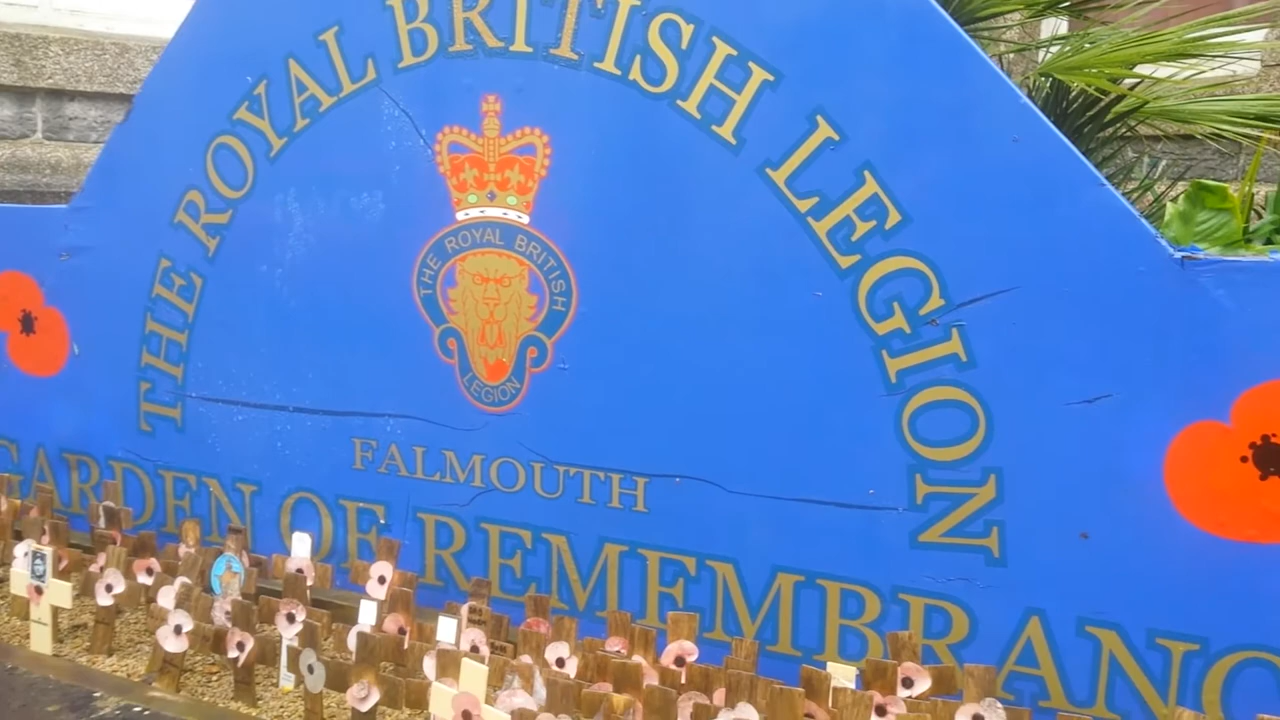 THE ROYAL BRITISH LEGION
THE ROYAL BRITISH
LEGION
FALMOUTH
GARDEN OF REMEMBRANC